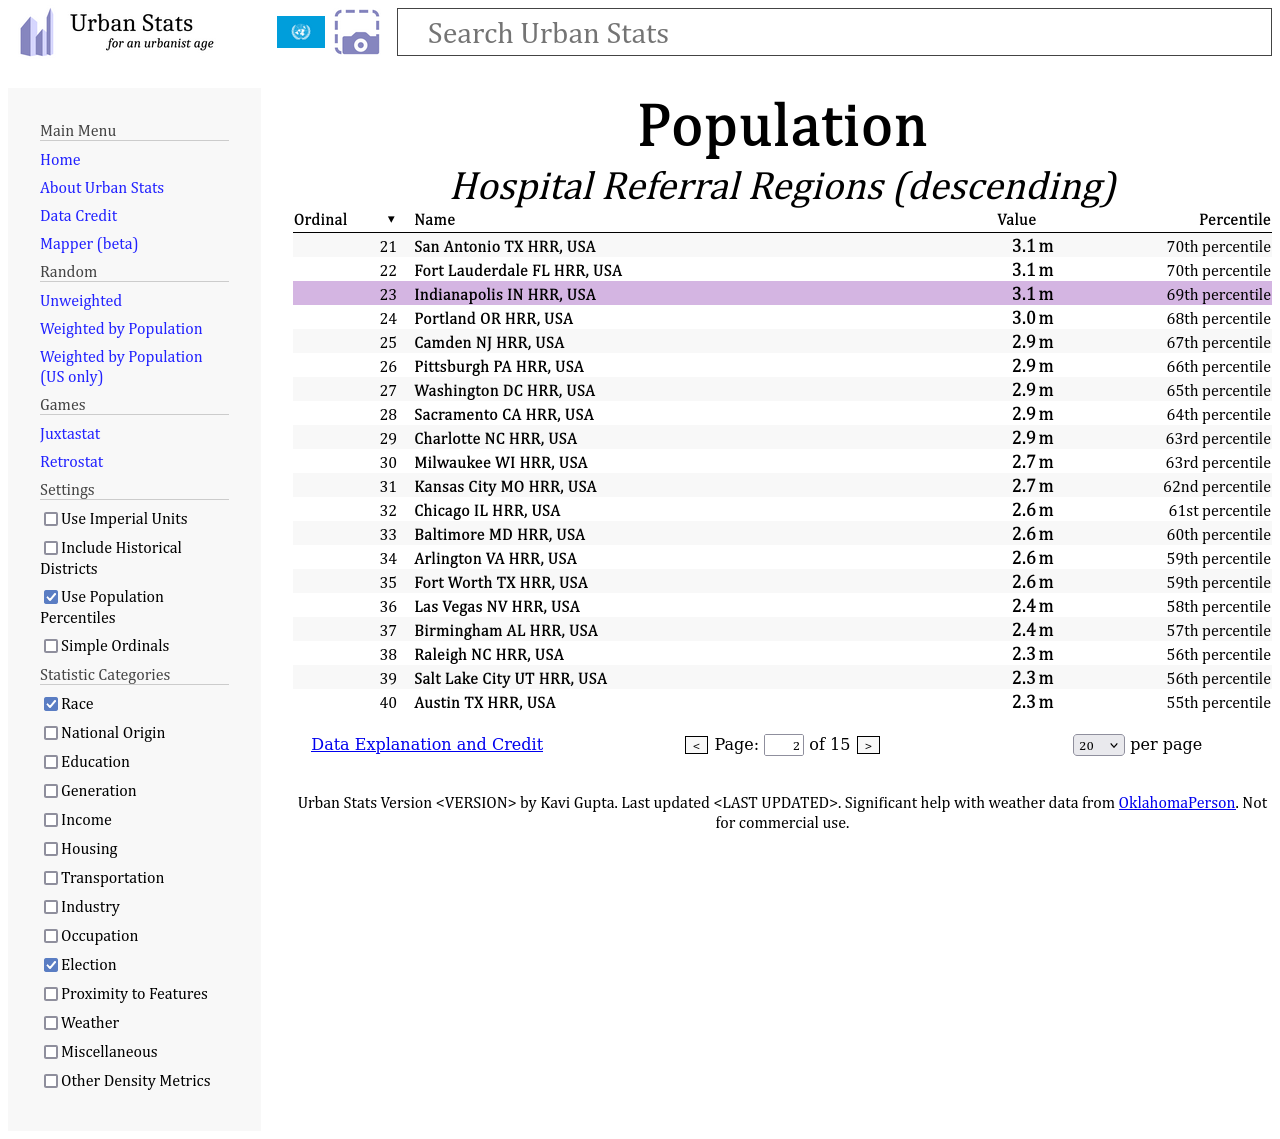 Urban Stats
for an urbanist age
Search Urban Stats
Main Menu
Home
About Urban Stats
Data Credit
Mapper (beta)
Random
Unweighted
Weighted by Population
Weighted by Population
(US only)
Games
Juxtastat
Retrostat
Settings
Use Imperial Units
Include Historical
Districts
Use Population
Percentiles
Simple Ordinals
Statistic Categories
Race
National Origin
Education
Generation
Income
Housing
Transportation
Industry
Occupation
Election
Proximity to Features
Weather
Miscellaneous
Other Density Metrics
Population
Hospital Referral Regions (descending)
Ordinal ▼ Name Value Percentile
21 San Antonio TX HRR, USA 3.1 m 70th percentile
22 Fort Lauderdale FL HRR, USA 3.1 m 70th percentile
23 Indianapolis IN HRR, USA 3.1 m 69th percentile
24 Portland OR HRR, USA 3.0 m 68th percentile
25 Camden NJ HRR, USA 2.9 m 67th percentile
26 Pittsburgh PA HRR, USA 2.9 m 66th percentile
27 Washington DC HRR, USA 2.9 m 65th percentile
28 Sacramento CA HRR, USA 2.9 m 64th percentile
29 Charlotte NC HRR, USA 2.9 m 63rd percentile
30 Milwaukee WI HRR, USA 2.7 m 63rd percentile
31 Kansas City MO HRR, USA 2.7 m 62nd percentile
32 Chicago IL HRR, USA 2.6 m 61st percentile
33 Baltimore MD HRR, USA 2.6 m 60th percentile
34 Arlington VA HRR, USA 2.6 m 59th percentile
35 Fort Worth TX HRR, USA 2.6 m 59th percentile
36 Las Vegas NV HRR, USA 2.4 m 58th percentile
37 Birmingham AL HRR, USA 2.4 m 57th percentile
38 Raleigh NC HRR, USA 2.3 m 56th percentile
39 Salt Lake City UT HRR, USA 2.3 m 56th percentile
40 Austin TX HRR, USA 2.3 m 55th percentile
Data Explanation and Credit < Page: 2 of 15 > 20 per page
Urban Stats Version <VERSION> by Kavi Gupta. Last updated <LAST UPDATED>. Significant help with weather data from OklahomaPerson. Not
for commercial use.